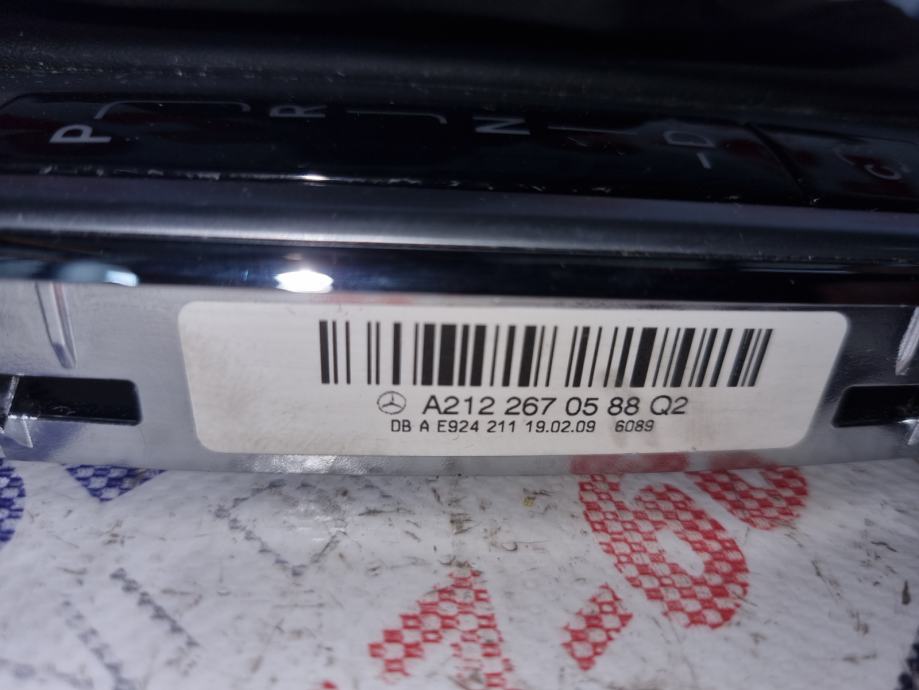 P R N D C
A212 267 05 88 Q2
DB A E924 211 19.02.09 6089